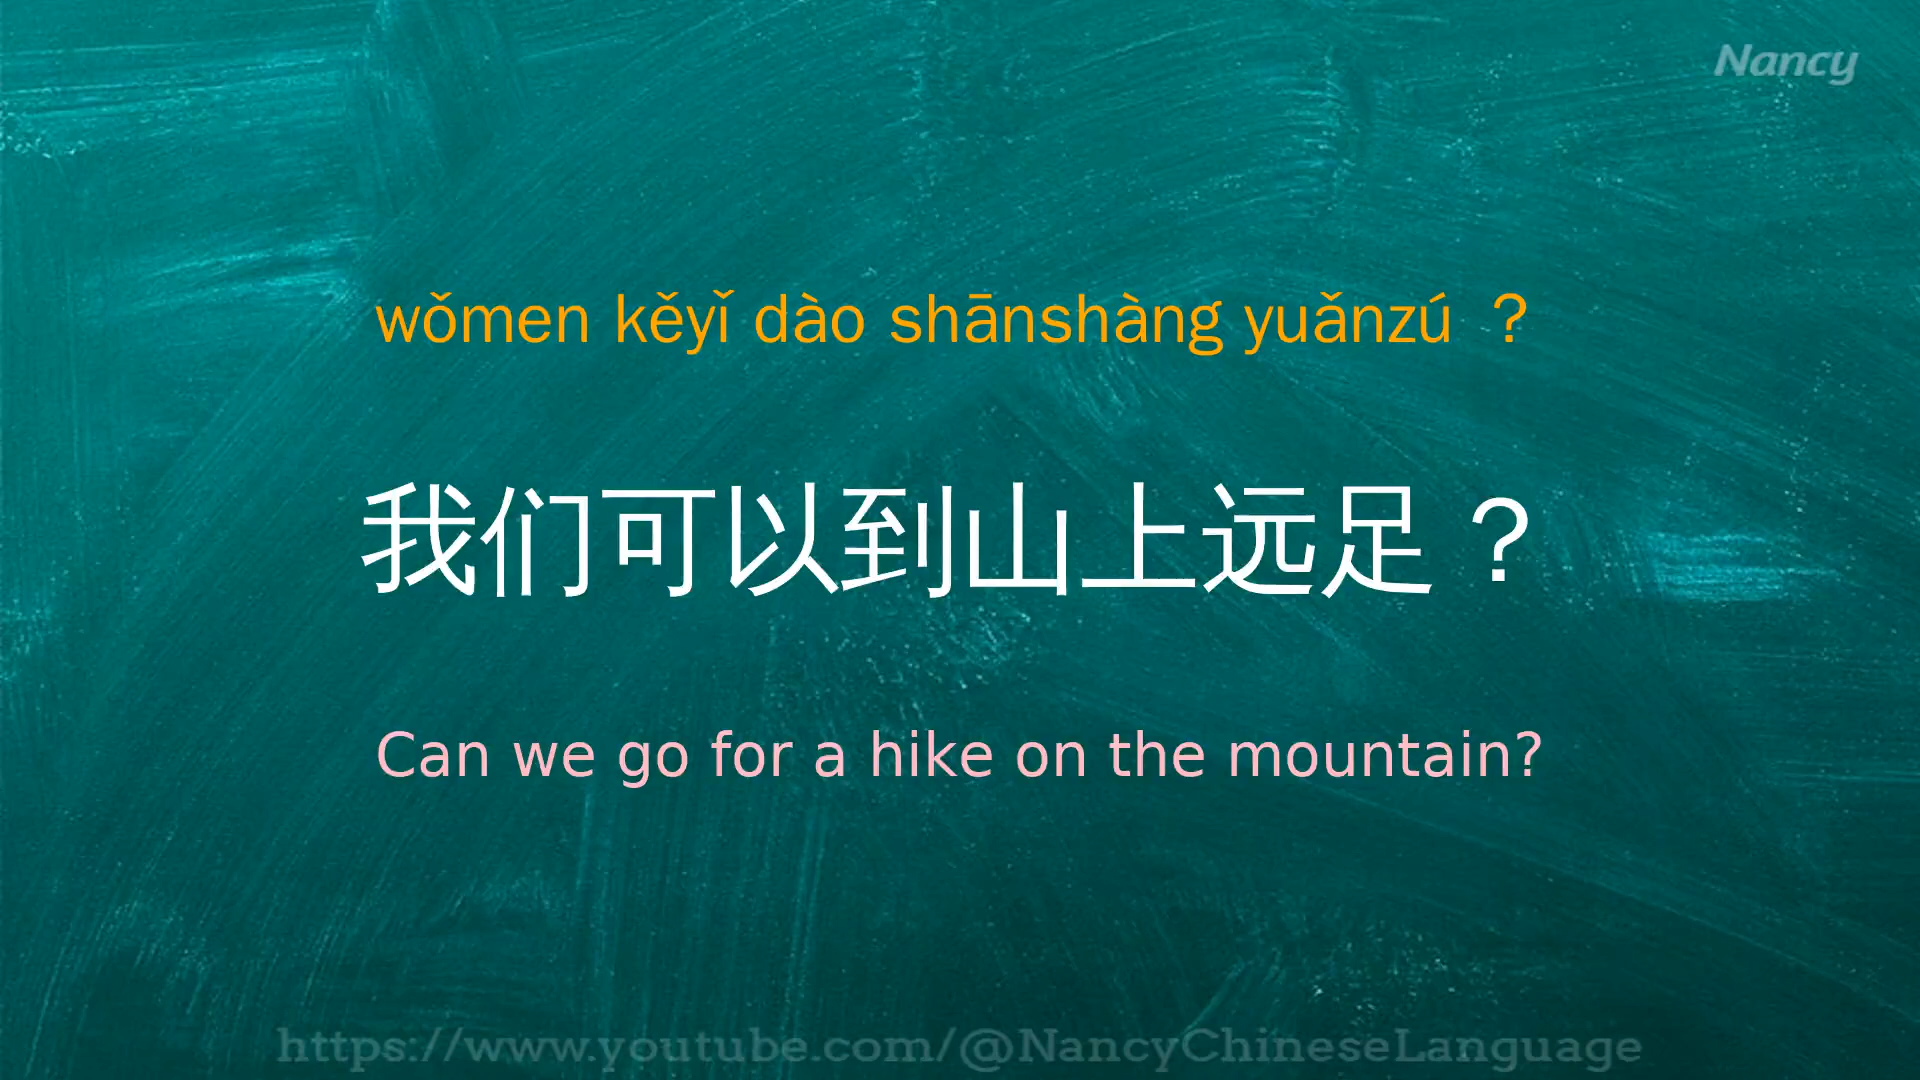 Nancy
wǒmen kěyǐ dào shānshàng yuǎnzú ？
我们可以到山上远足？
Can we go for a hike on the mountain?
https://www.youtube.com/@NancyChineseLanguage